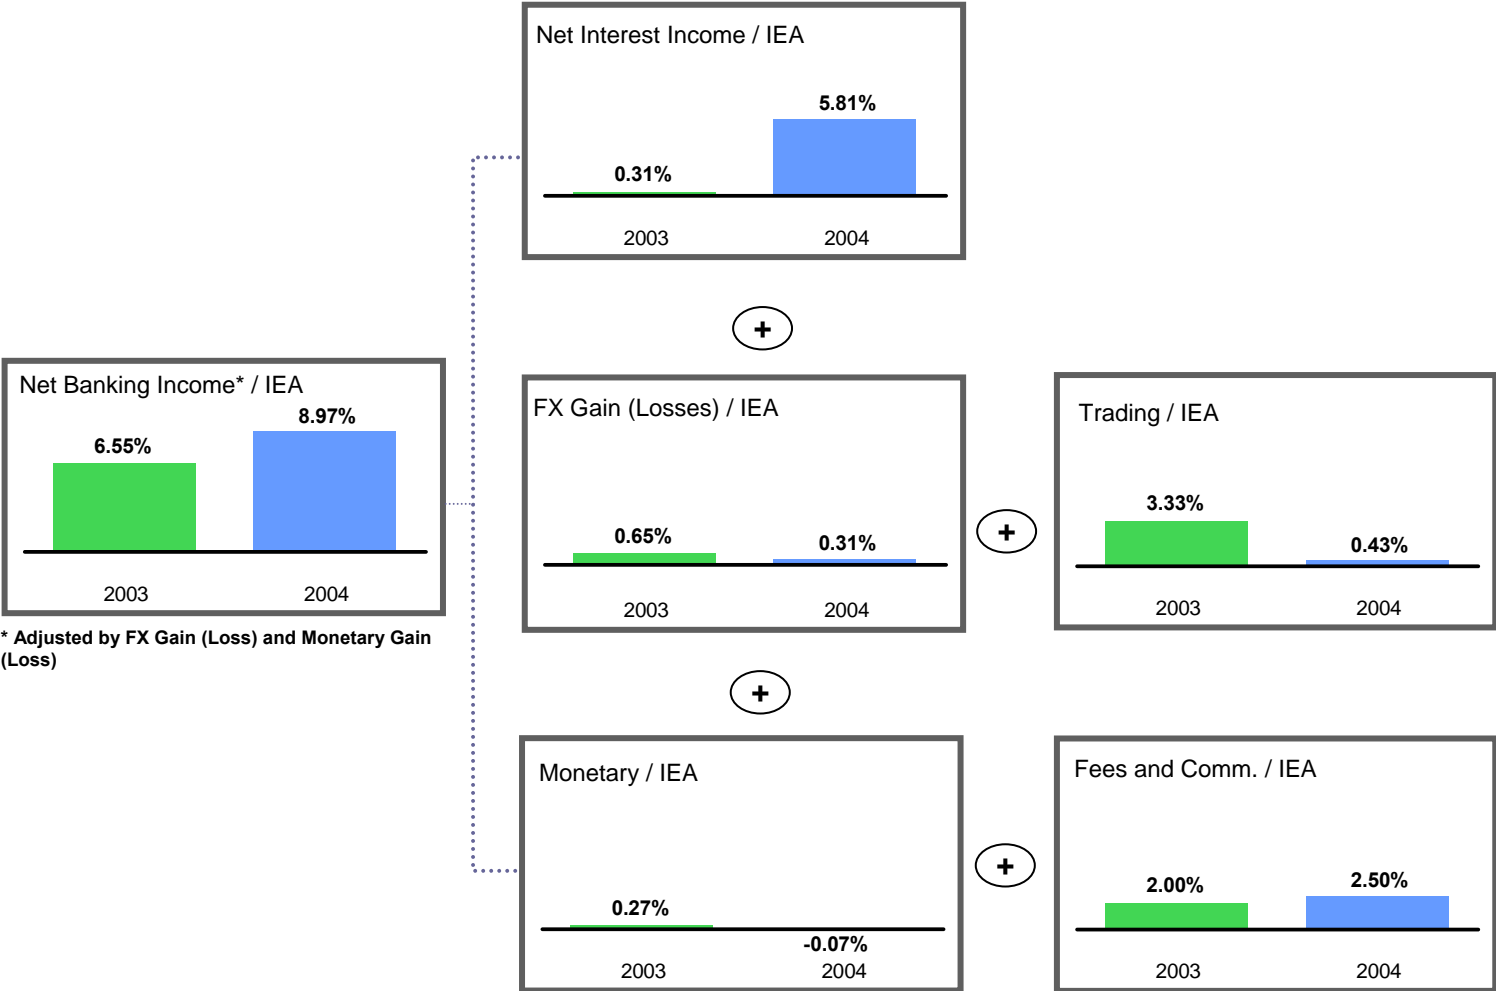 Net Interest Income / IEA
5.81%
0.31%
2003 2004
+
Net Banking Income* / IEA
8.97%
6.55%
2003 2004
* Adjusted by FX Gain (Loss) and Monetary Gain
(Loss)
FX Gain (Losses) / IEA
0.65% 0.31%
2003 2004
+
Trading / IEA
3.33%
0.43%
2003 2004
+
Monetary / IEA
0.27%
-0.07%
2003 2004
+
Fees and Comm. / IEA
2.00% 2.50%
2003 2004